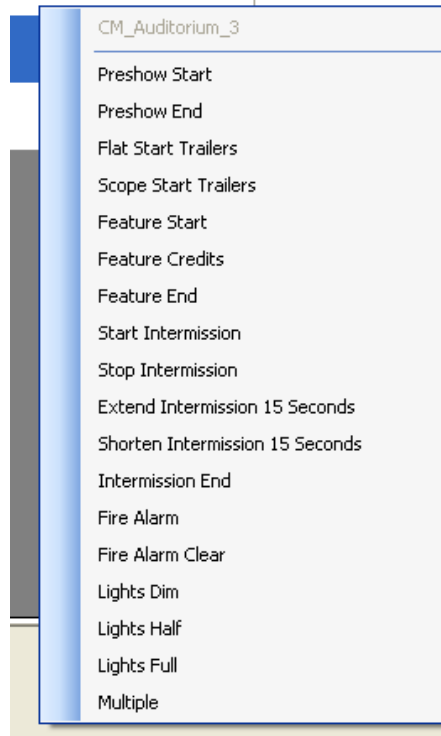 CM_Auditorium_3
Preshow Start
Preshow End
Flat Start Trailers
Scope Start Trailers
Feature Start
Feature Credits
Feature End
Start Intermission
Stop Intermission
Extend Intermission 15 Seconds
Shorten Intermission 15 Seconds
Intermission End
Fire Alarm
Fire Alarm Clear
Lights Dim
Lights Half
Lights Full
Multiple